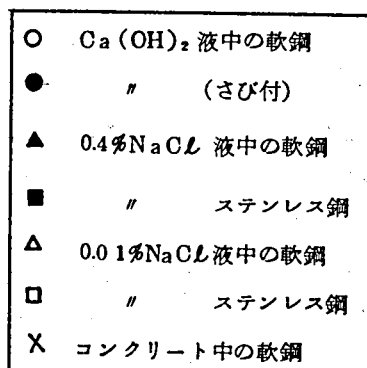 ○ Ca(OH)₂ 液中の軟鋼
● 〃 (さび付)
▲ 0.4%NaCl 液中の軟鋼
■ 〃 ステンレス鋼
△ 0.01%NaCl液中の軟鋼
□ 〃 ステンレス鋼
X コンクリート中の軟鋼